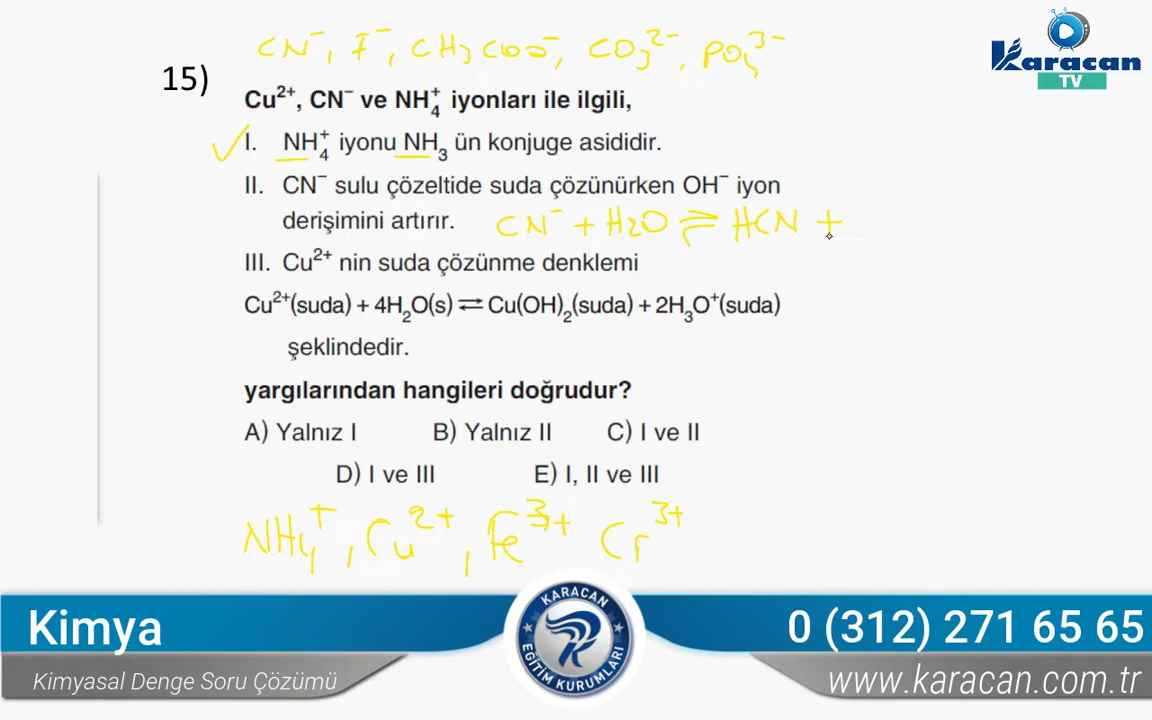 CN⁻, F⁻, CH₃COO⁻, CO₃²⁻, PO₄³⁻
Karacan
TV
15)
Cu²⁺, CN⁻ ve NH₄⁺ iyonları ile ilgili,
I. NH₄⁺ iyonu NH₃ ün konjuge asididir.
II. CN⁻ sulu çözeltide suda çözünürken OH⁻ iyon
derişimini artırır. CN⁻ + H₂O ⇌ HCN +
III. Cu²⁺ nin suda çözünme denklemi
Cu²⁺(suda) + 4H₂O(s) ⇌ Cu(OH)₂(suda) + 2H₃O⁺(suda)
şeklindedir.
yargılarından hangileri doğrudur?
A) Yalnız I B) Yalnız II C) I ve II
D) I ve III E) I, II ve III
NH₄⁺, Cu²⁺, Fe³⁺ Cr³⁺
Kimya
KARACAN
EĞİTİM KURUMLARI
0 (312) 271 65 65
Kimyasal Denge Soru Çözümü
www.karacan.com.tr